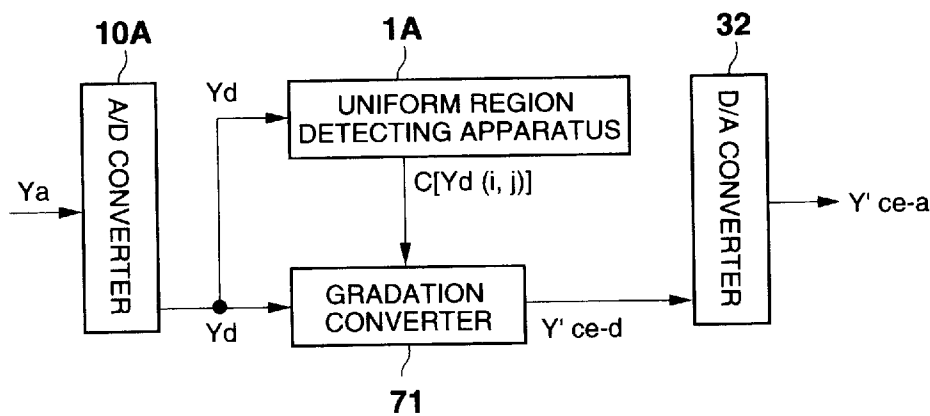 10A
1A
32
A/D CONVERTER
Yd
UNIFORM REGION
DETECTING APPARATUS
D/A CONVERTER
Ya
C[Yd (i, j)]
Y' ce-a
GRADATION
CONVERTER
Yd
Y' ce-d
71